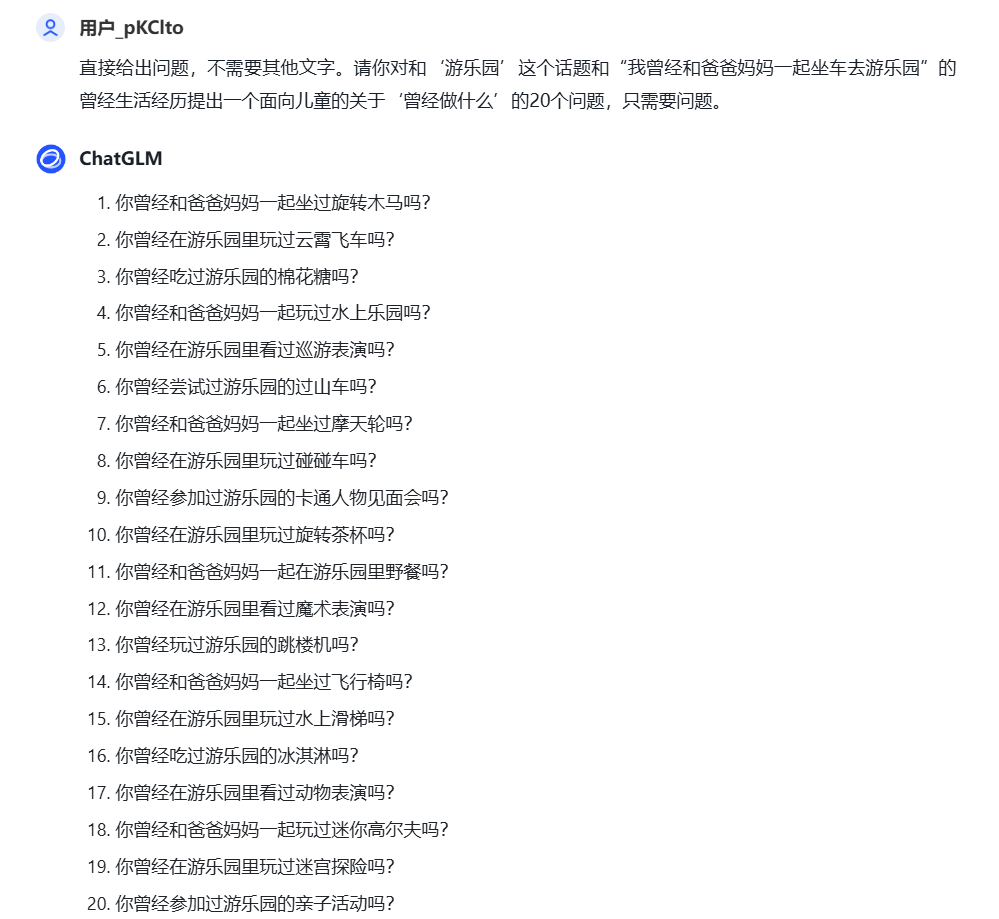 用户_pKClto
直接给出问题，不需要其他文字。请你对和‘游乐园’这个话题和“我曾经和爸爸妈妈一起坐车去游乐园”的
曾经生活经历提出一个面向儿童的关于‘曾经做什么’的20个问题，只需要问题。
ChatGLM
1. 你曾经和爸爸妈妈一起坐过旋转木马吗？
2. 你曾经在游乐园里玩过云霄飞车吗？
3. 你曾经吃过游乐园的棉花糖吗？
4. 你曾经和爸爸妈妈一起玩过水上乐园吗？
5. 你曾经在游乐园里看过巡游表演吗？
6. 你曾经尝试过游乐园的过山车吗？
7. 你曾经和爸爸妈妈一起坐过摩天轮吗？
8. 你曾经在游乐园里玩过碰碰车吗？
9. 你曾经参加过游乐园的卡通人物见面会吗？
10. 你曾经在游乐园里玩过旋转茶杯吗？
11. 你曾经和爸爸妈妈一起在游乐园里野餐吗？
12. 你曾经在游乐园里看过魔术表演吗？
13. 你曾经玩过游乐园的跳楼机吗？
14. 你曾经和爸爸妈妈一起坐过飞行椅吗？
15. 你曾经在游乐园里玩过水上滑梯吗？
16. 你曾经吃过游乐园的冰淇淋吗？
17. 你曾经在游乐园里看过动物表演吗？
18. 你曾经和爸爸妈妈一起玩过迷你高尔夫吗？
19. 你曾经在游乐园里玩过迷宫探险吗？
20. 你曾经参加过游乐园的亲子活动吗？